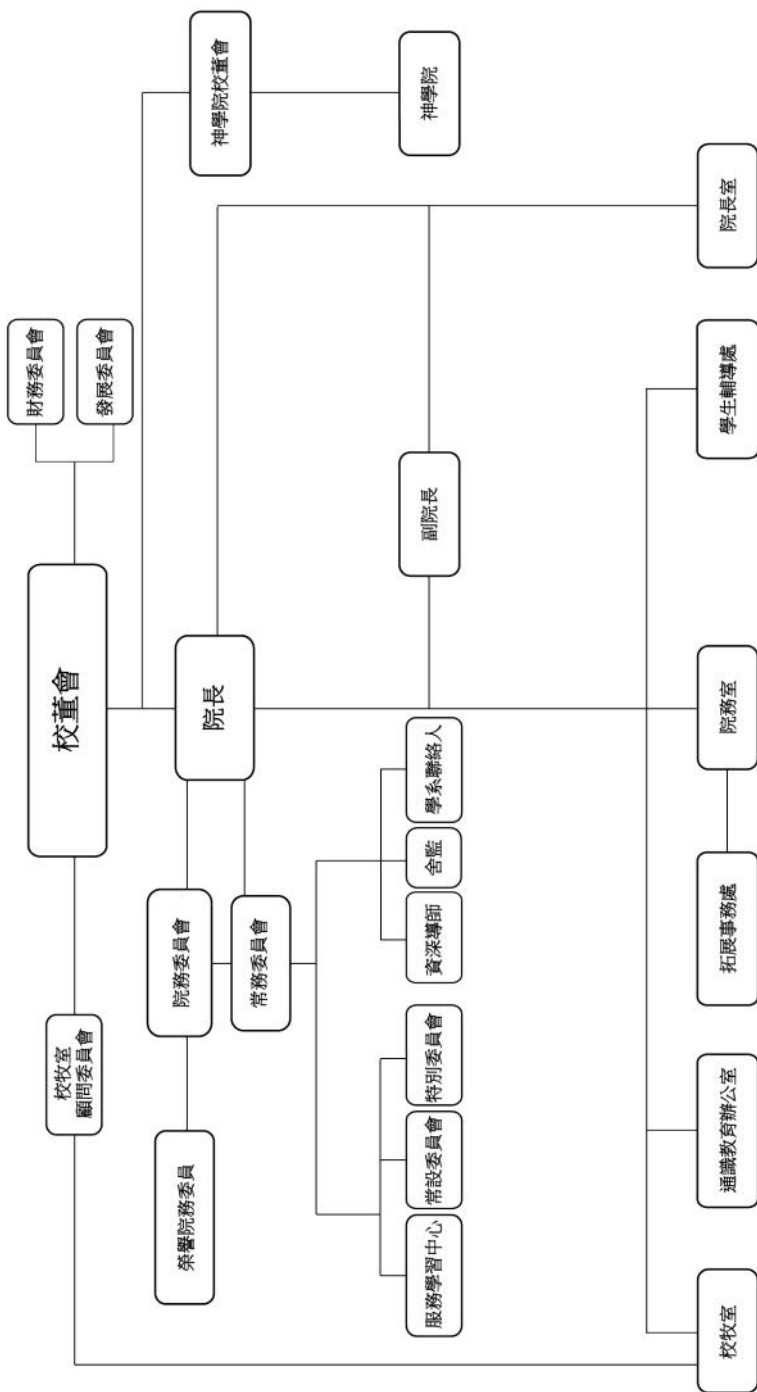 校董會
財務委員會
發展委員會
校牧室
顧問委員會
神學院校董會
院長
院務委員會
榮譽院務委員
常務委員會
神學院
副院長
服務學習中心
常設委員會
特別委員會
資深導師
舍監
學系聯絡人
校牧室
通識教育辦公室
拓展事務處
院務室
學生輔導處
院長室